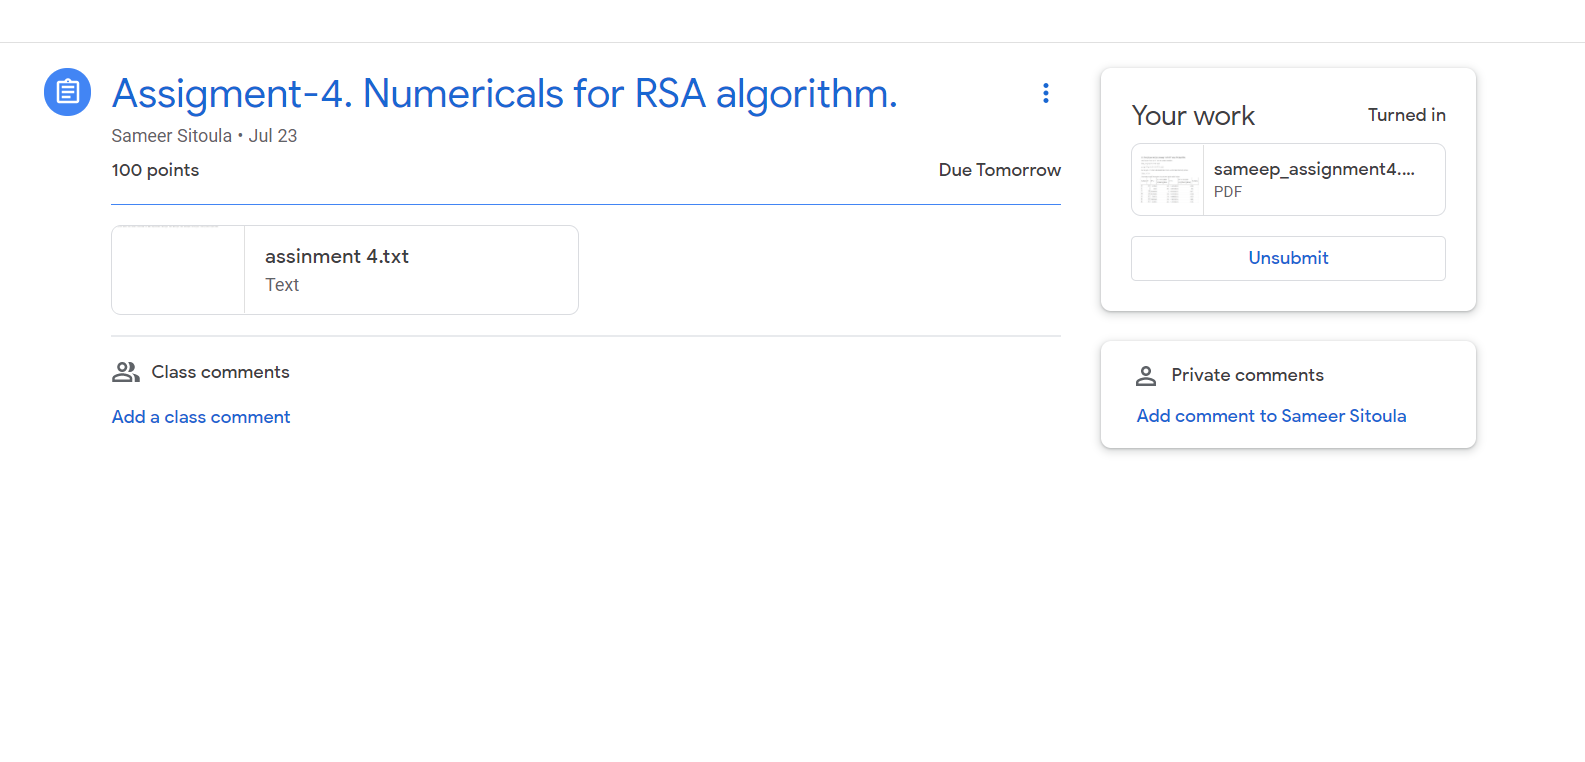 Assigment-4. Numericals for RSA algorithm.
Sameer Sitoula • Jul 23
100 points
Due Tomorrow
assinment 4.txt
Text
Class comments
Add a class comment
Your work
Turned in
sameep_assignment4....
PDF
Unsubmit
Private comments
Add comment to Sameer Sitoula